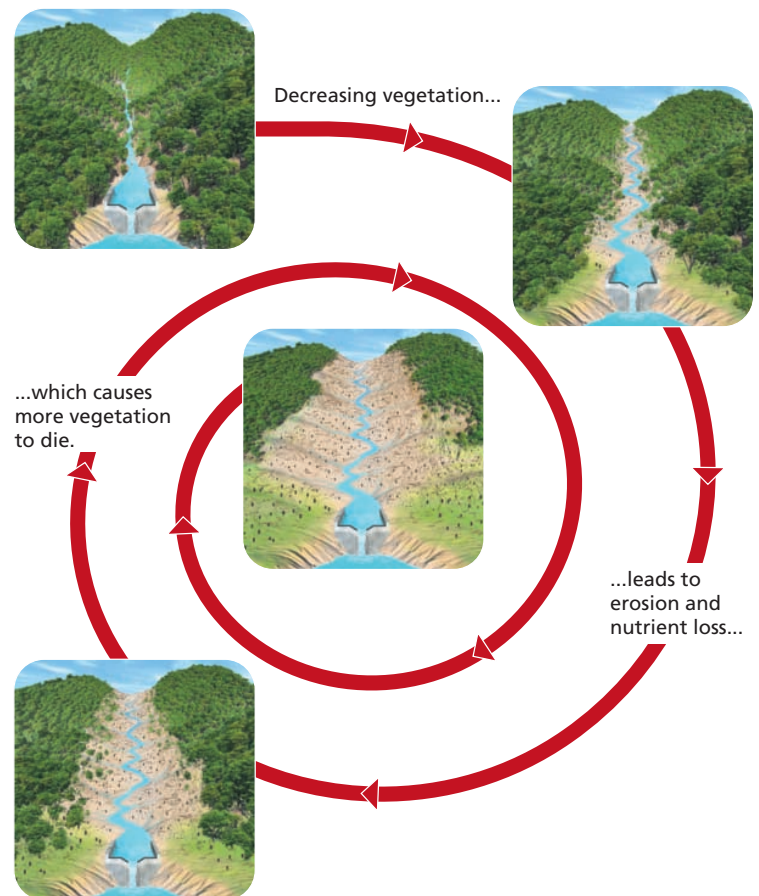 Decreasing vegetation...
...leads to
erosion and
nutrient loss...
...which causes
more vegetation
to die.